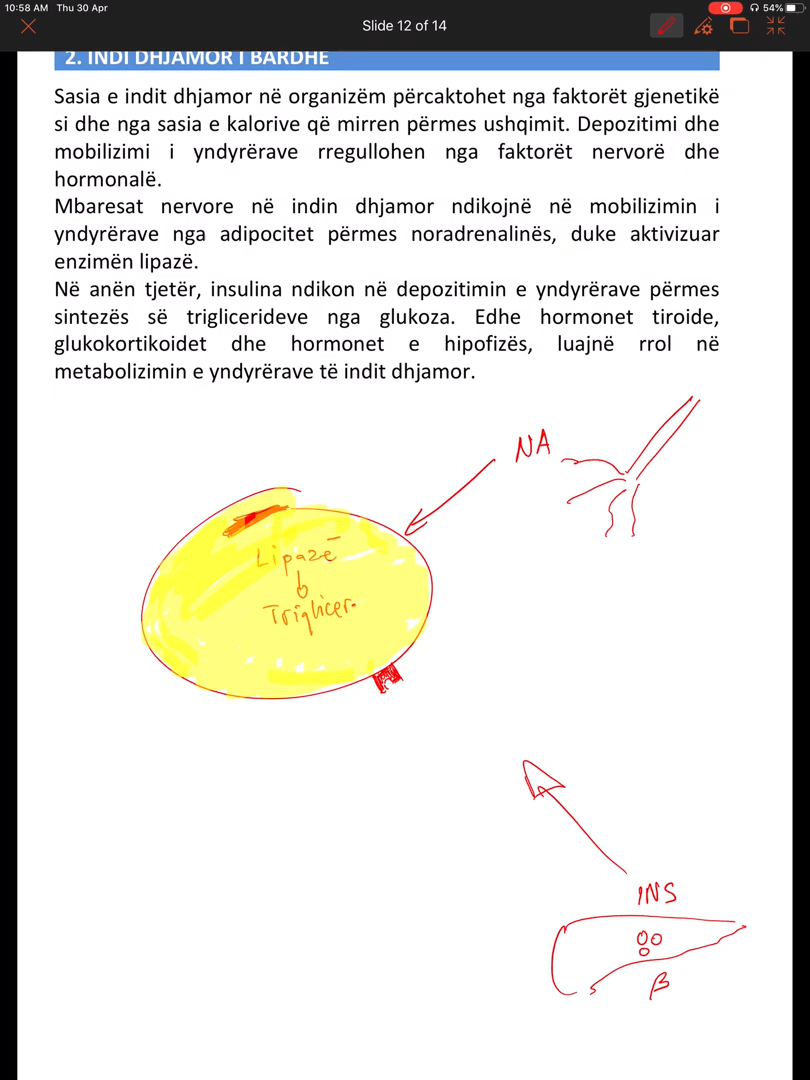 10:58 AM Thu 30 Apr
54%
Slide 12 of 14
2. INDI DHJAMOR I BARDHË
Sasia e indit dhjamor në organizëm përcaktohet nga faktorët gjenetikë
si dhe nga sasia e kalorive që mirren përmes ushqimit. Depozitimi dhe
mobilizimi i yndyrërave rregullohen nga faktorët nervorë dhe
hormonalë.
Mbaresat nervore në indin dhjamor ndikojnë në mobilizimin i
yndyrërave nga adipocitet përmes noradrenalinës, duke aktivizuar
enzimën lipazë.
Në anën tjetër, insulina ndikon në depozitimin e yndyrërave përmes
sintezës së triglicerideve nga glukoza. Edhe hormonet tiroide,
glukokortikoidet dhe hormonet e hipofizës, luajnë rrol në
metabolizimin e yndyrërave të indit dhjamor.
NA
Lipazë
Triglicer.
INS
β